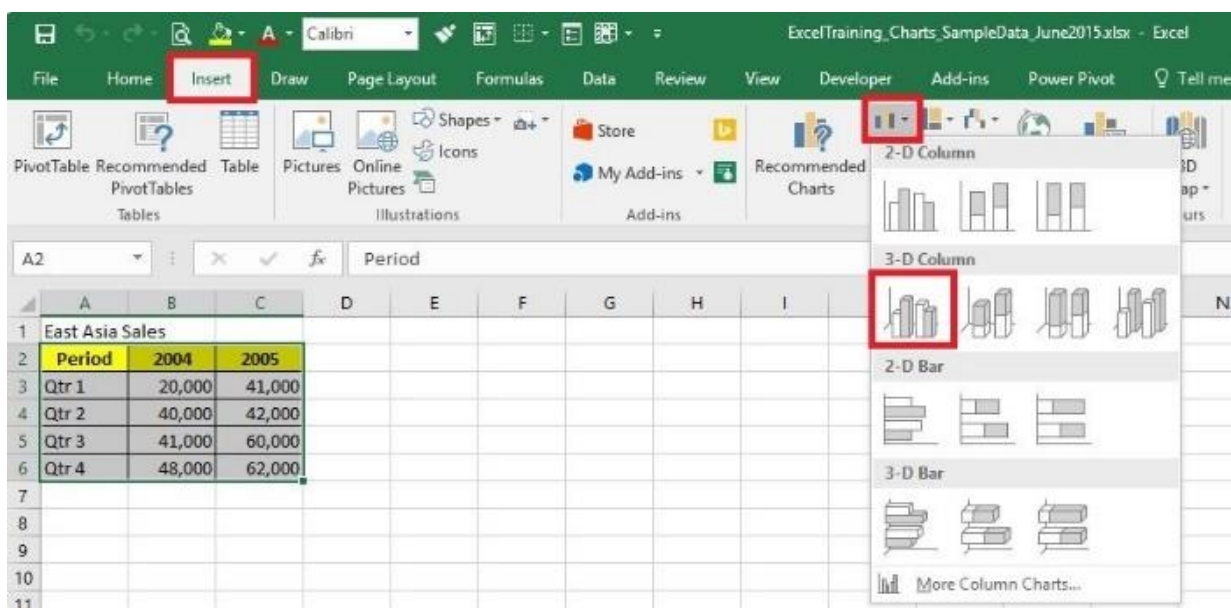 Calibri
ExcelTraining_Charts_SampleData_June2015.xlsx - Excel
File Home Insert Draw Page Layout Formulas Data Review View Developer Add-ins Power Pivot Tell me
PivotTable Recommended PivotTables Table
Tables
Pictures Online Pictures Shapes Icons
Illustrations
Store
My Add-ins
Add-ins
Recommended Charts
A2 fx Period
A B C D E F G H I N
1 East Asia Sales
2 Period 2004 2005
3 Qtr 1 20,000 41,000
4 Qtr 2 40,000 42,000
5 Qtr 3 41,000 60,000
6 Qtr 4 48,000 62,000
7
8
9
10
11
2-D Column
3-D Column
2-D Bar
3-D Bar
More Column Charts...